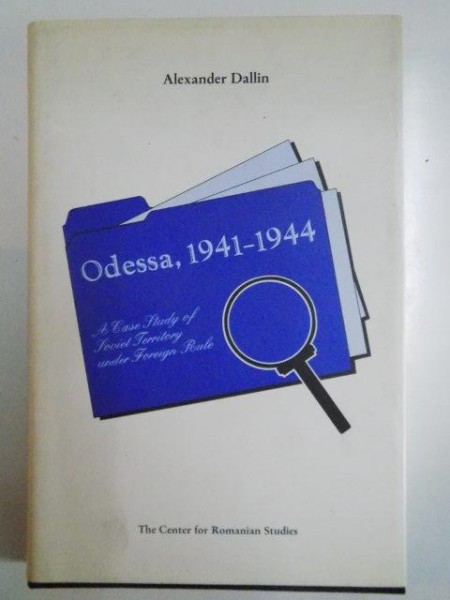 Alexander Dallin
Odessa, 1941-1944
A Case Study of
Soviet Territory
under Foreign Rule
The Center for Romanian Studies